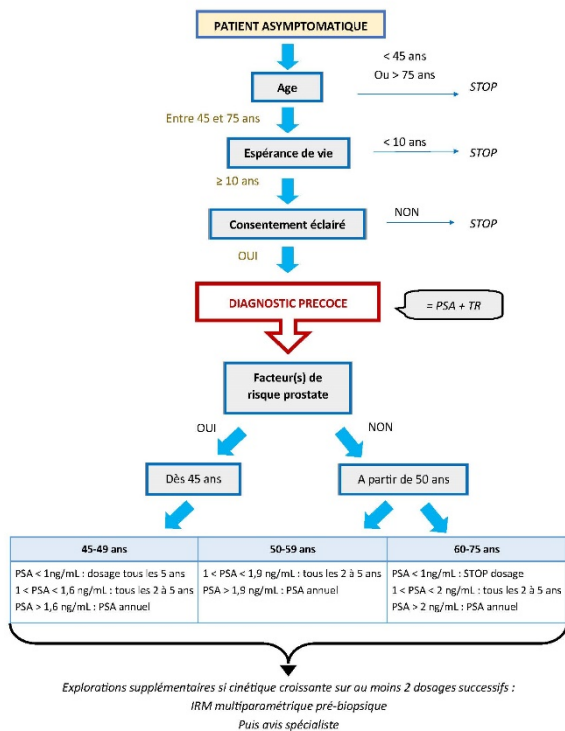 PATIENT ASYMPTOMATIQUE
< 45 ans
Ou > 75 ans
Age
STOP
Entre 45 et 75 ans
Espérance de vie
< 10 ans
STOP
≥ 10 ans
Consentement éclairé
NON
STOP
OUI
DIAGNOSTIC PRECOCE
= PSA + TR
Facteur(s) de
risque prostate
OUI
NON
Dès 45 ans
A partir de 50 ans
45-49 ans
PSA < 1ng/mL : dosage tous les 5 ans
1 < PSA < 1,6 ng/mL : tous les 2 à 5 ans
PSA > 1,6 ng/mL : PSA annuel
50-59 ans
1 < PSA < 1,9 ng/mL : tous les 2 à 5 ans
PSA > 1,9 ng/mL : PSA annuel
60-75 ans
PSA < 1ng/mL : STOP dosage
1 < PSA < 2 ng/mL : tous les 2 à 5 ans
PSA > 2 ng/mL : PSA annuel
Explorations supplémentaires si cinétique croissante sur au moins 2 dosages successifs :
IRM multiparamétrique pré-biopsique
Puis avis spécialiste